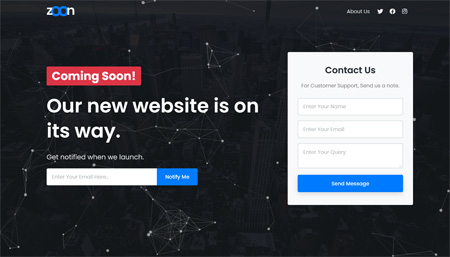 zoon
About Us
Coming Soon!
Our new website is on
its way.
Get notified when we launch.
Enter Your Email Here..
Notify Me
Contact Us
For Customer Support, Send us a note.
Enter Your Name
Enter Your Email
Enter Your Query
Send Message